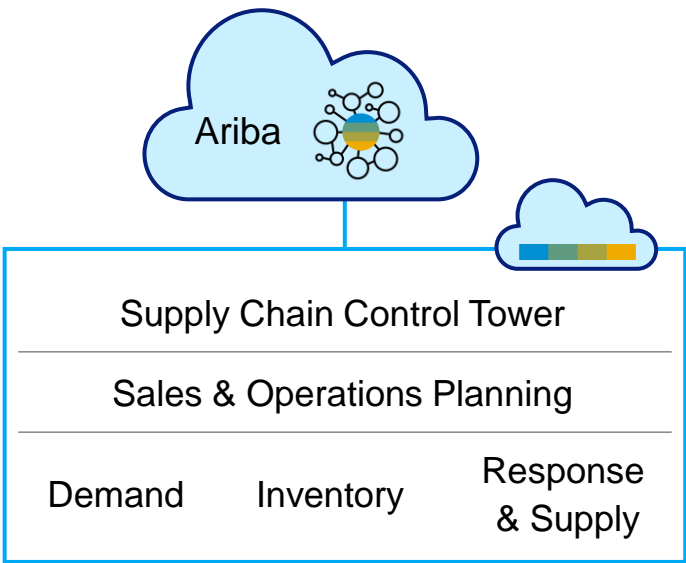 Ariba
Supply Chain Control Tower
Sales & Operations Planning
Demand Inventory Response
& Supply